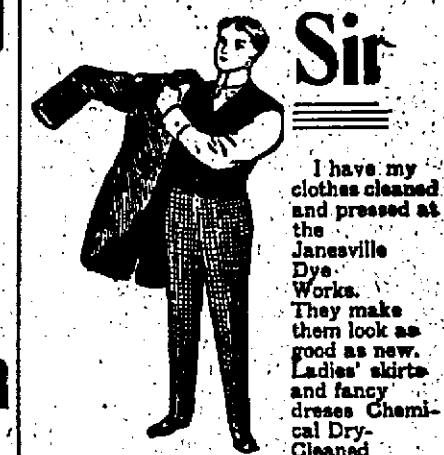 Sir
I have my
clothes cleaned
and pressed at
the
Janesville
Dye
Works.
They make
them look as
good as new.
Ladies' skirts
and fancy
dreses Chemi-
cal Dry-
Cleaned